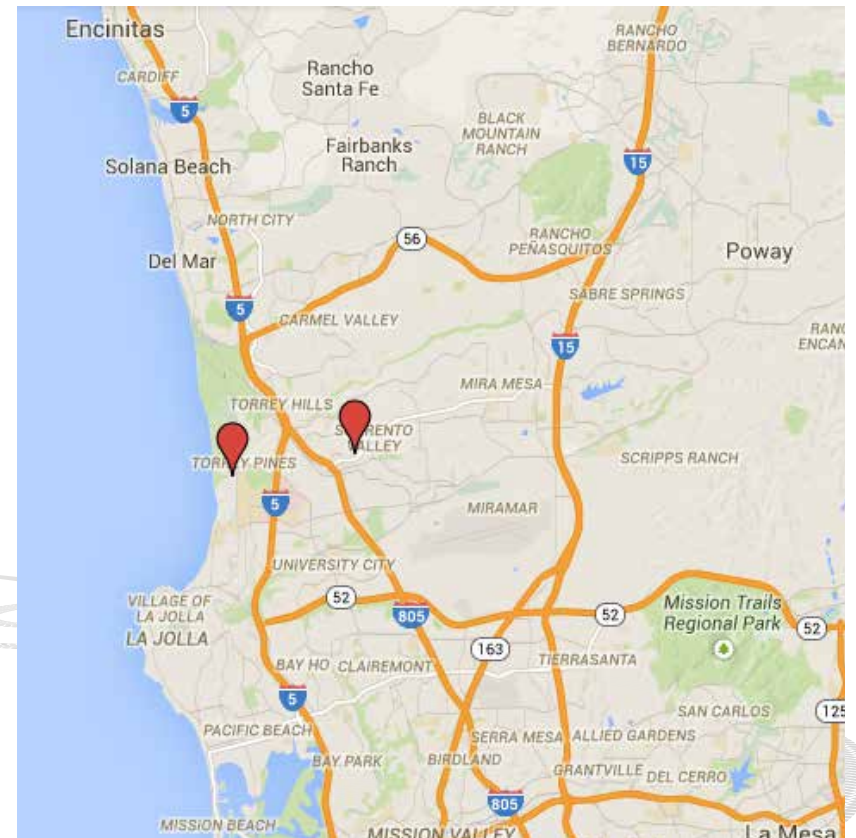 Encinitas
RANCHO
BERNARDO
CARDIFF
Rancho
Santa Fe
5
BLACK
MOUNTAIN
RANCH
Fairbanks
Ranch
Solana Beach
15
NORTH CITY
56
RANCHO
PEÑASQUITOS
Poway
Del Mar
SABRE SPRINGS
5
CARMEL VALLEY
15
MIRA MESA
TORREY HILLS
VALLEY
PINES
SCRIPPS RANCH
5
MIRAMAR
UNIVERSITY CITY
52
VILLAGE OF
LA JOLLA
LA JOLLA
805
52
Mission Trails
Regional Park
52
163
BAY HO
CLAIREMONT
TIERRASANTA
5
SAN CARLOS
125
PACIFIC BEACH
SERRA MESA
ALLIED GARDENS
BAY PARK
BIRDLAND
GRANTVILLE
DEL CERRO
805
MISSION BEACH
MISSION VALLEY
La Mesa